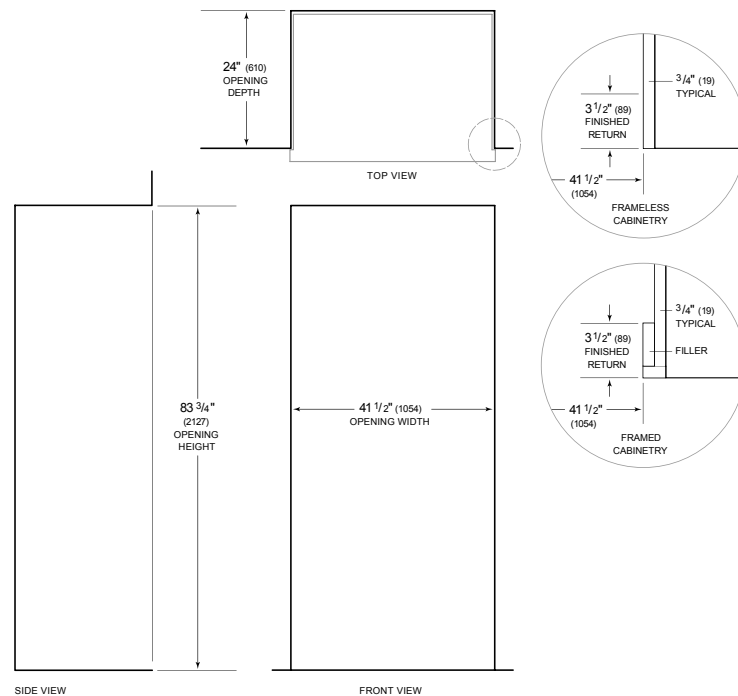 24" (610)
OPENING
DEPTH
TOP VIEW
3/4" (19)
TYPICAL
3 1/2" (89)
FINISHED
RETURN
41 1/2"
(1054)
FRAMELESS
CABINETRY
3/4" (19)
TYPICAL
3 1/2" (89)
FINISHED
RETURN
FILLER
41 1/2"
(1054)
FRAMED
CABINETRY
83 3/4"
(2127)
OPENING
HEIGHT
41 1/2" (1054)
OPENING WIDTH
SIDE VIEW
FRONT VIEW